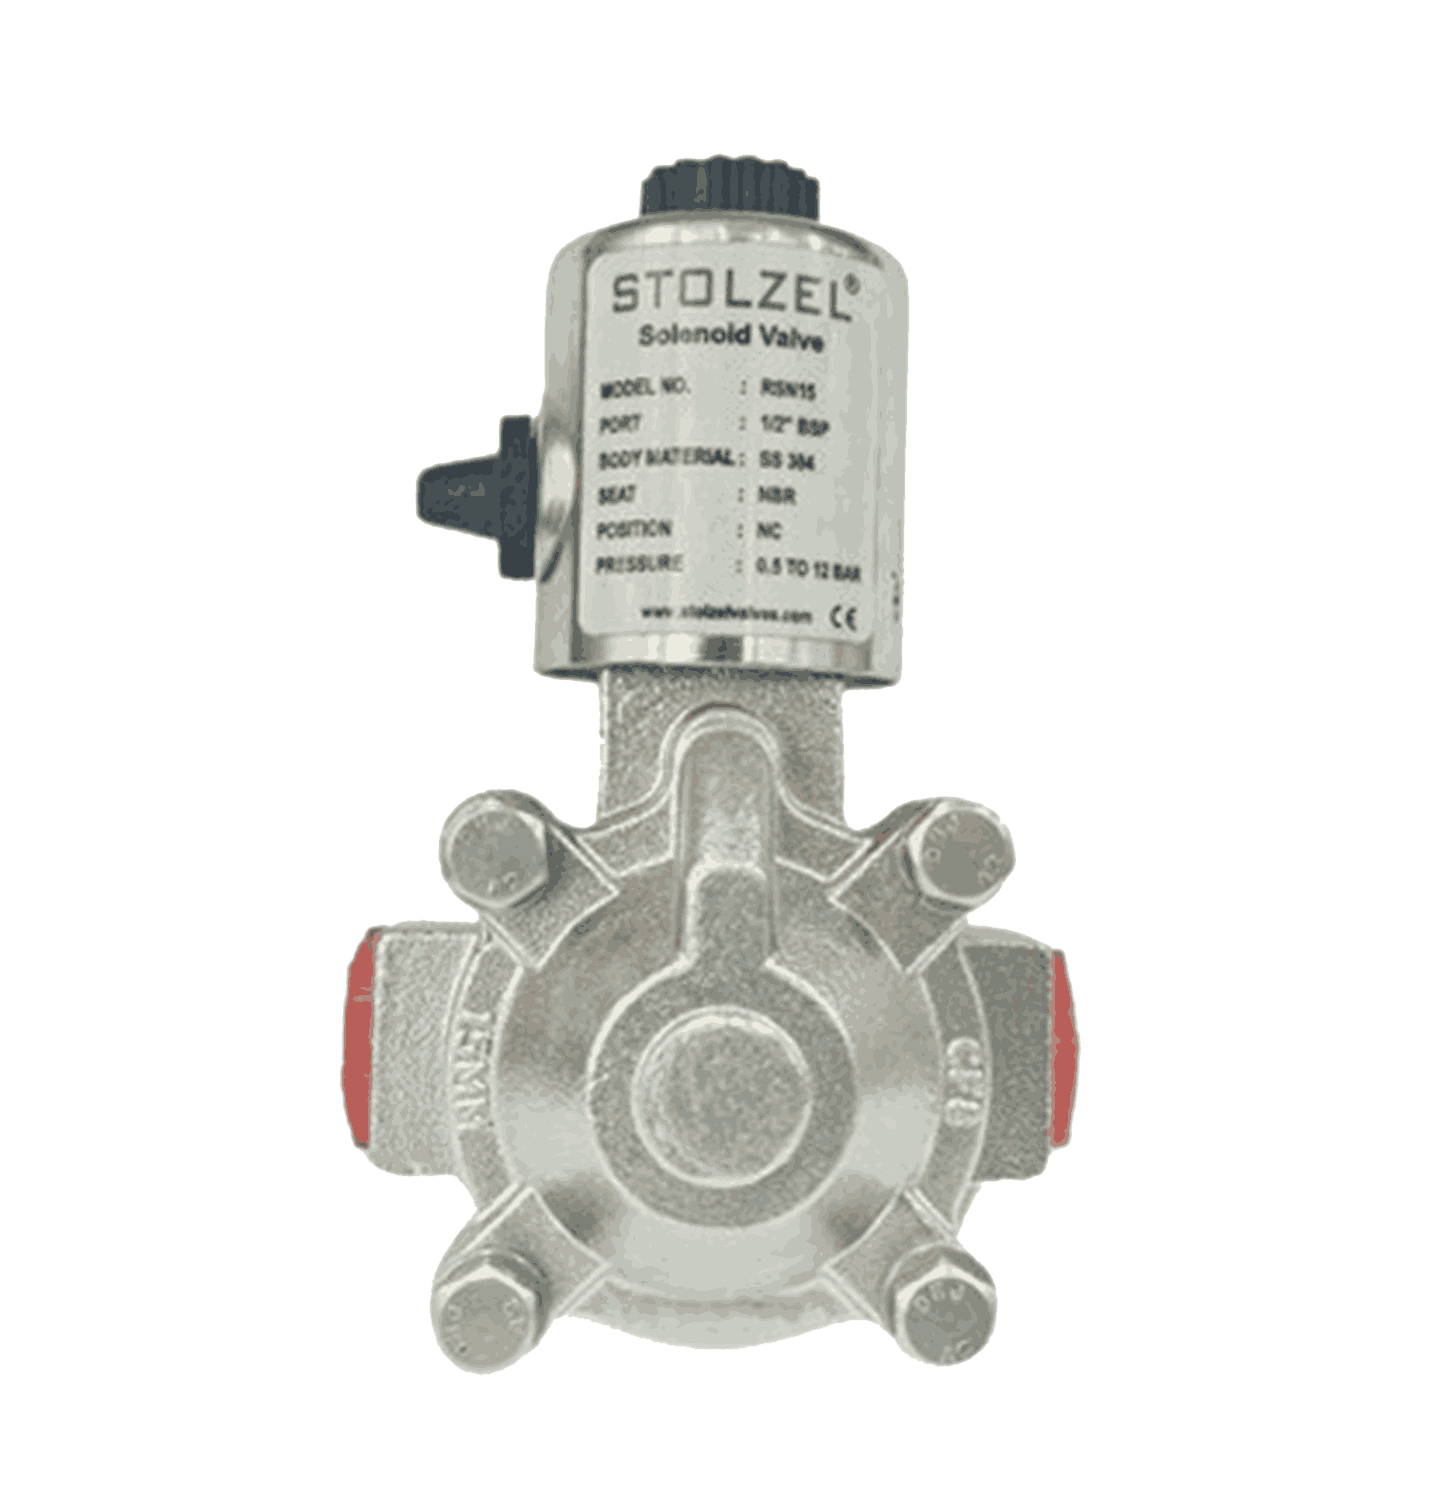 STOLZEL®
Solenoid Valve
MODEL NO. : RSN15
PORT : 1/2" BSP
BODY MATERIAL : SS 304
SEAT : NBR
POSITION : NC
PRESSURE : 0.5 TO 12 BAR
www.stolzelvalves.com CE
15MM
CF8